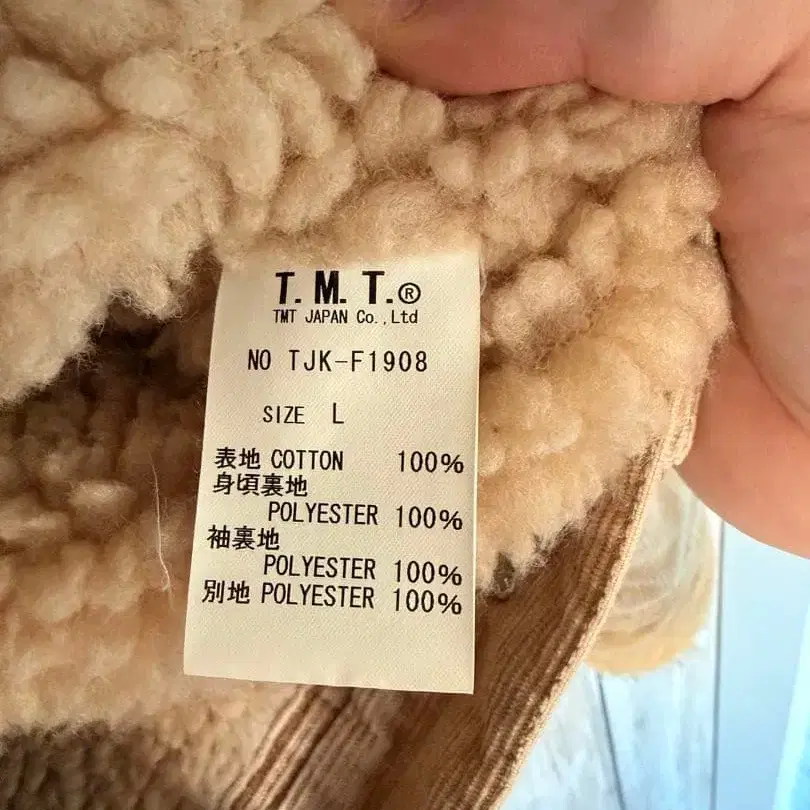 T.M.T.®
TMT JAPAN Co.,Ltd
NO TJK-F1908
SIZE L
表地 COTTON 100%
身頃裏地
POLYESTER 100%
袖裏地
POLYESTER 100%
別地 POLYESTER 100%